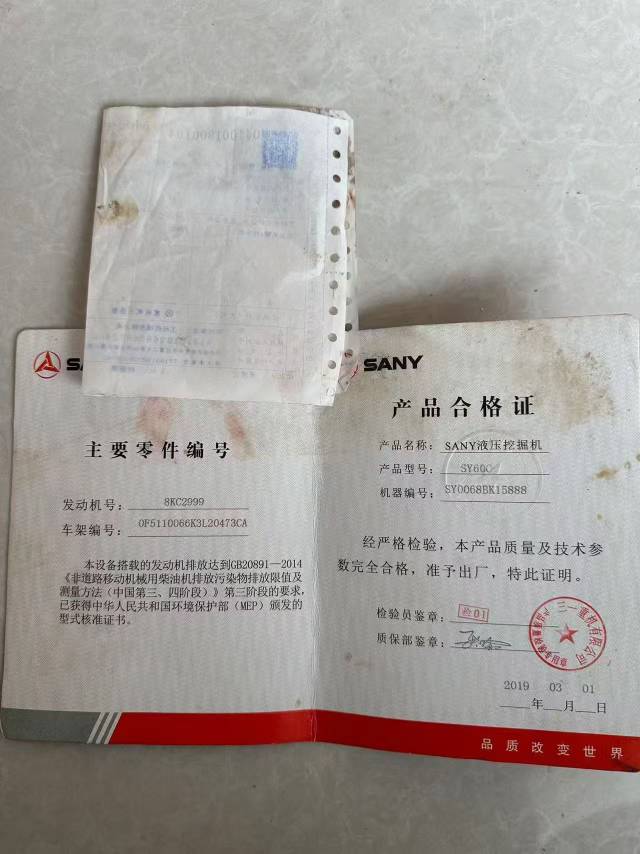 主要零件编号
发动机号: 8KC2999
车架编号: 0F5110066K3L20473CA
本设备搭载的发动机排放达到GB20891—2014
《非道路移动机械用柴油机排放污染物排放限值及
测量方法(中国第三、四阶段)》第三阶段的要求,
已获得中华人民共和国环境保护部(MEP)颁发的
型式核准证书。
SANY
产品合格证
产品名称: SANY液压挖掘机
产品型号: SY60C
机器编号: SY0068BK15888
经严格检验,本产品质量及技术参
数完全合格,准予出厂,特此证明。
检验员鉴章: 检01
质保部鉴章:
三一重机有限公司
2019 03 01
年 月 日
品质改变世界